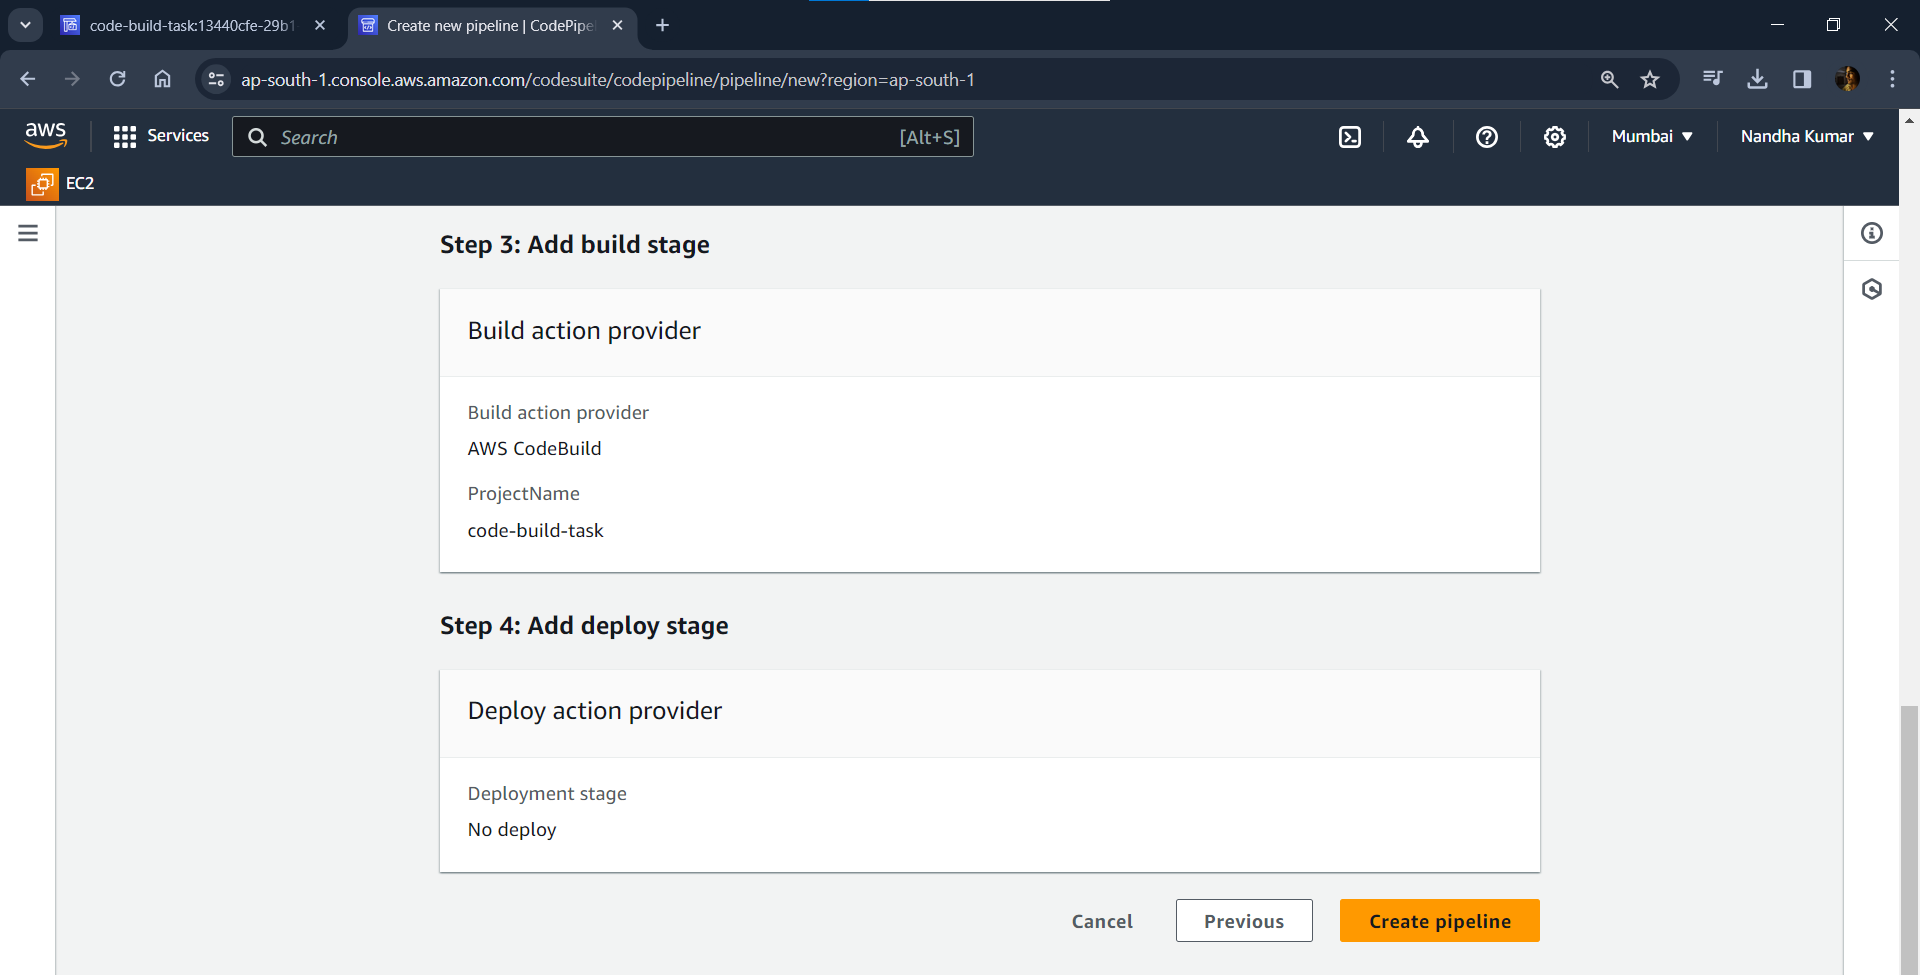 code-build-task:13440cfe-29b1
Create new pipeline | CodePipe
ap-south-1.console.aws.amazon.com/codesuite/codepipeline/pipeline/new?region=ap-south-1
aws
Services
Search
[Alt+S]
Mumbai
Nandha Kumar
EC2
Step 3: Add build stage
Build action provider
Build action provider
AWS CodeBuild
ProjectName
code-build-task
Step 4: Add deploy stage
Deploy action provider
Deployment stage
No deploy
Cancel
Previous
Create pipeline